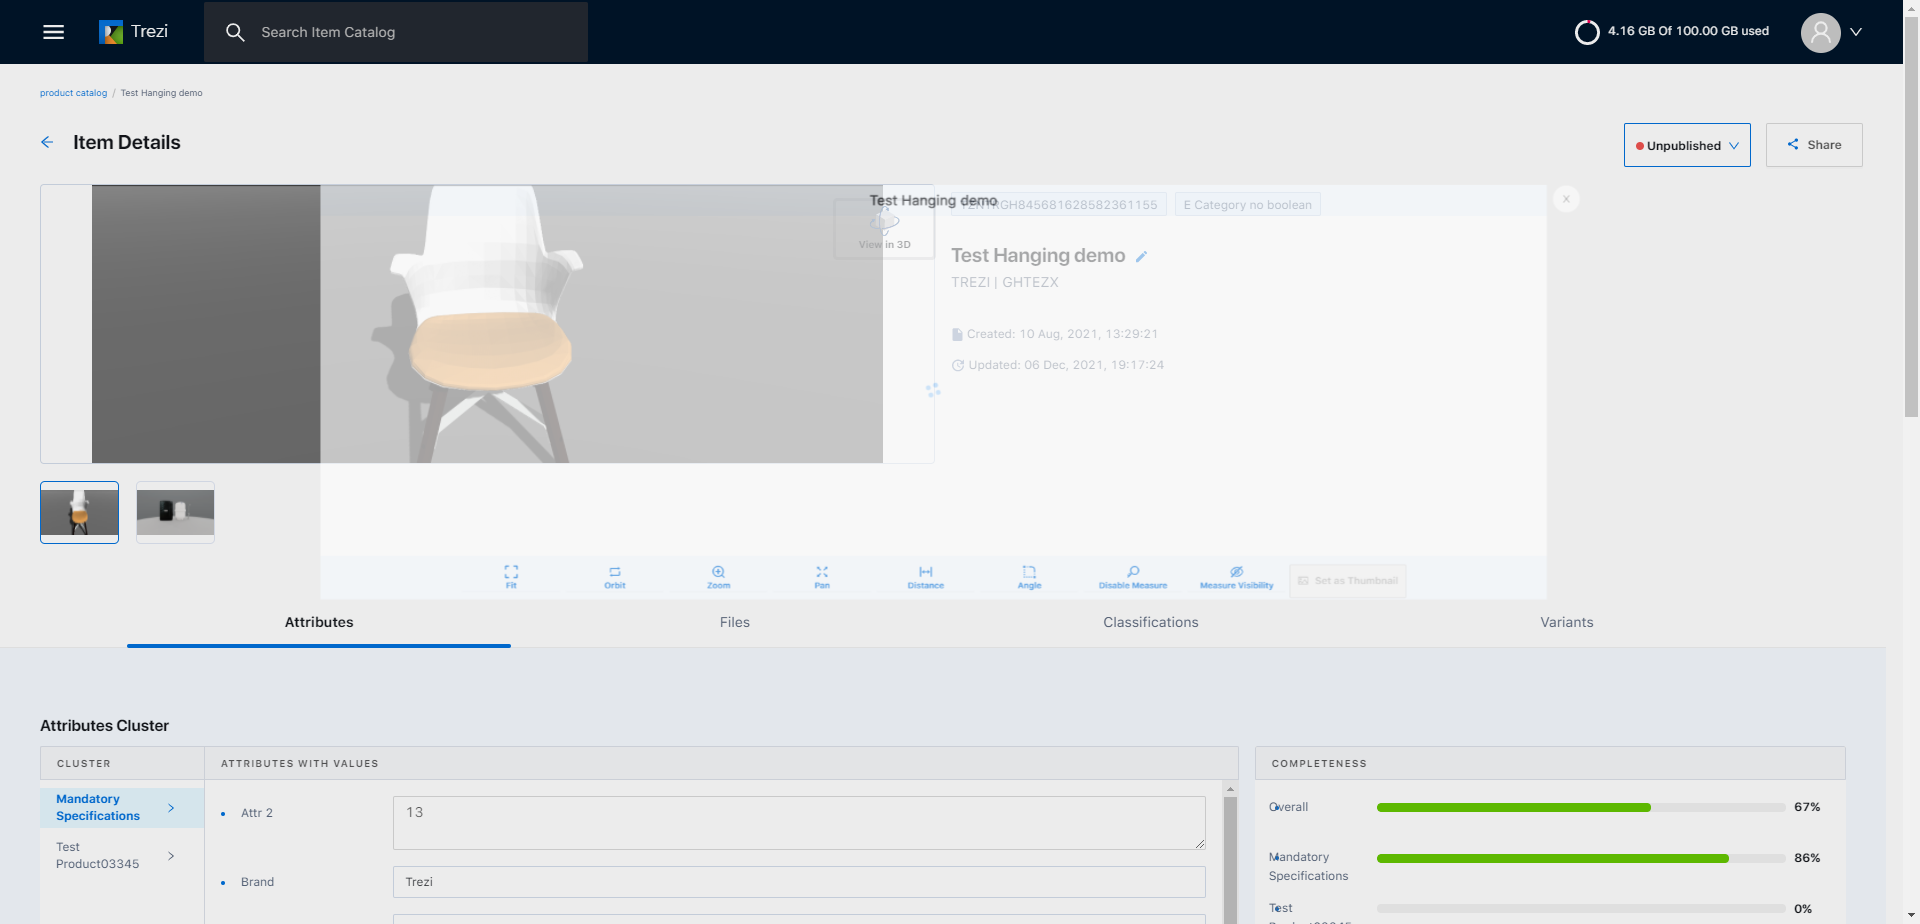 Trezi
Search Item Catalog
4.16 GB Of 100.00 GB used
product catalog / Test Hanging demo
Item Details
Unpublished
Share
Test Hanging demo
E Category no boolean
View in 3D
Test Hanging demo
TREZI | GHTEZX
Created: 10 Aug, 2021, 13:29:21
Updated: 06 Dec, 2021, 19:17:24
Fit
Orbit
Zoom
Pan
Distance
Angle
Disable Measure
Measure Visibility
Set as Thumbnail
Attributes
Files
Classifications
Variants
Attributes Cluster
CLUSTER
ATTRIBUTES WITH VALUES
COMPLETENESS
Mandatory
Specifications
Test
Product03345
Attr 2
13
Brand
Trezi
Overall
67%
Mandatory
Specifications
86%
Test
0%